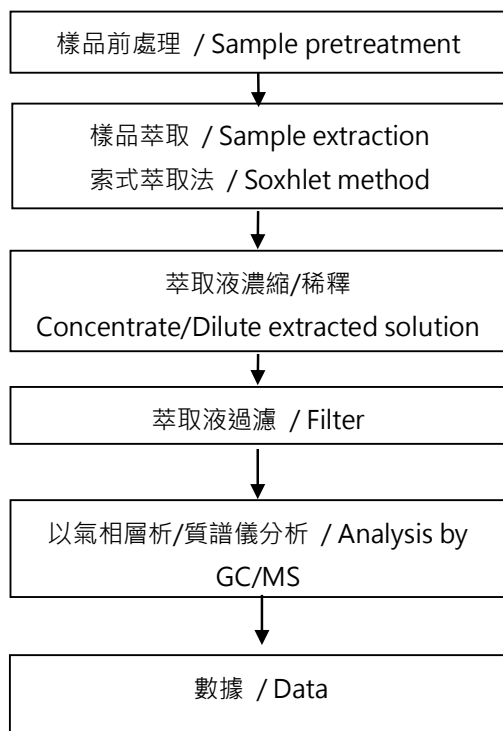 樣品前處理 / Sample pretreatment
樣品萃取 / Sample extraction
索式萃取法 / Soxhlet method
萃取液濃縮/稀釋
Concentrate/Dilute extracted solution
萃取液過濾 / Filter
以氣相層析/質譜儀分析 / Analysis by
GC/MS
數據 / Data